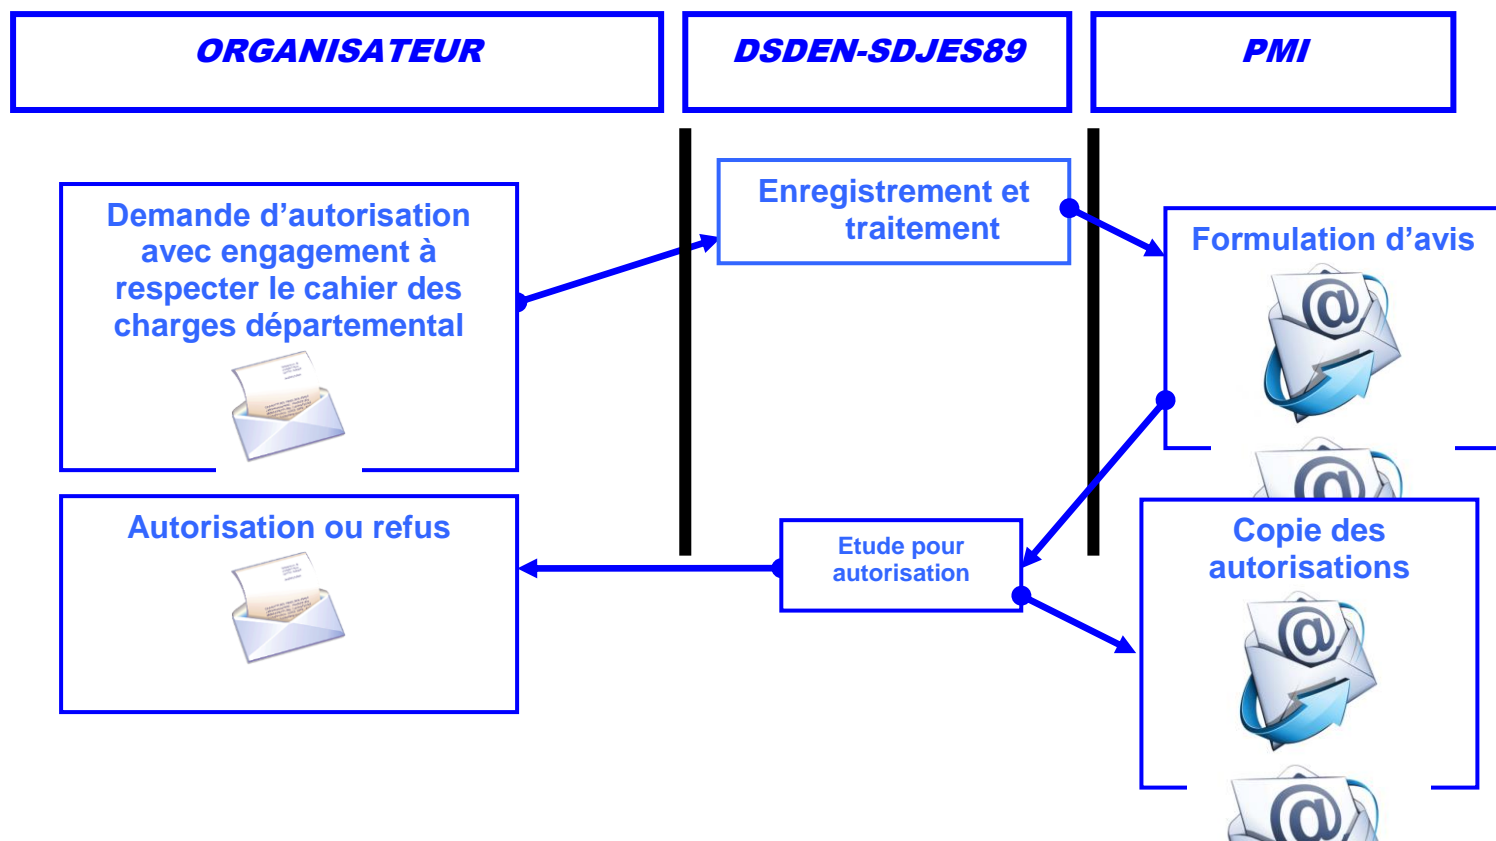 ORGANISATEUR
DSDEN-SDJES89
PMI
Demande d’autorisation
avec engagement à
respecter le cahier des
charges départemental
Enregistrement et
traitement
Formulation d’avis
@
Autorisation ou refus
Etude pour
autorisation
Copie des
autorisations
@
@
@